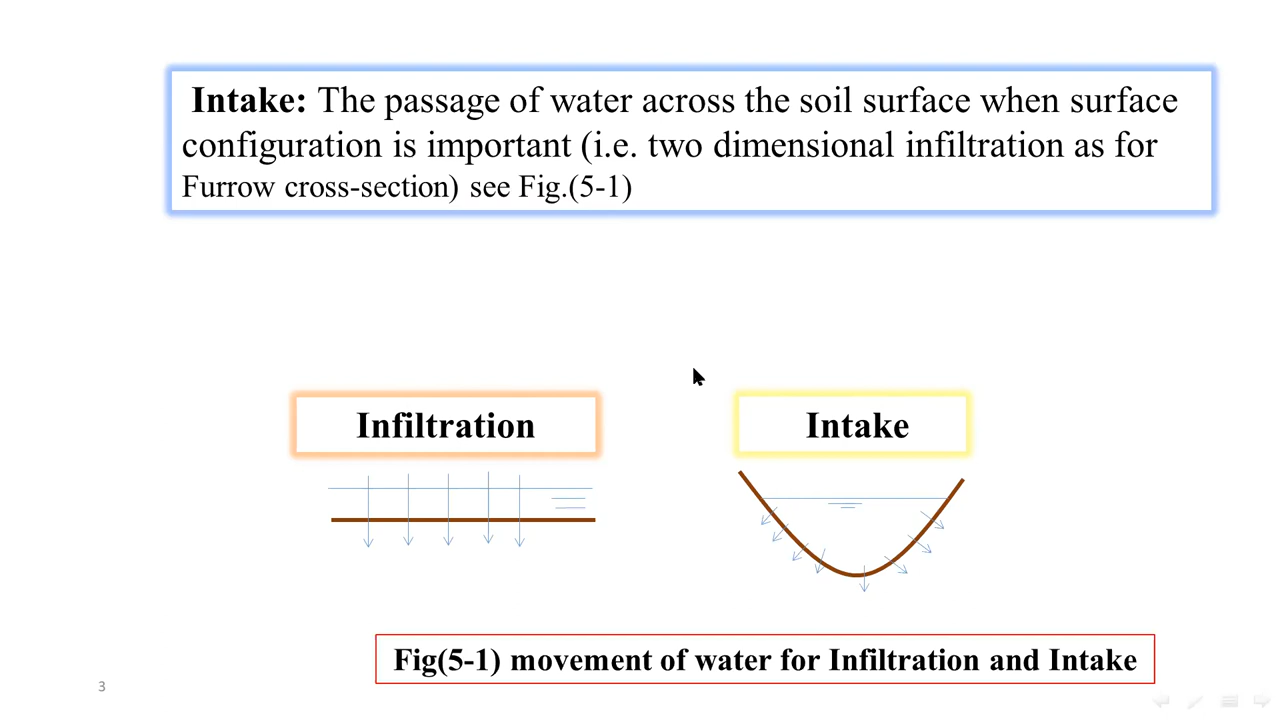 Intake: The passage of water across the soil surface when surface
configuration is important (i.e. two dimensional infiltration as for
Furrow cross-section) see Fig.(5-1)
Infiltration
Intake
Fig(5-1) movement of water for Infiltration and Intake
3